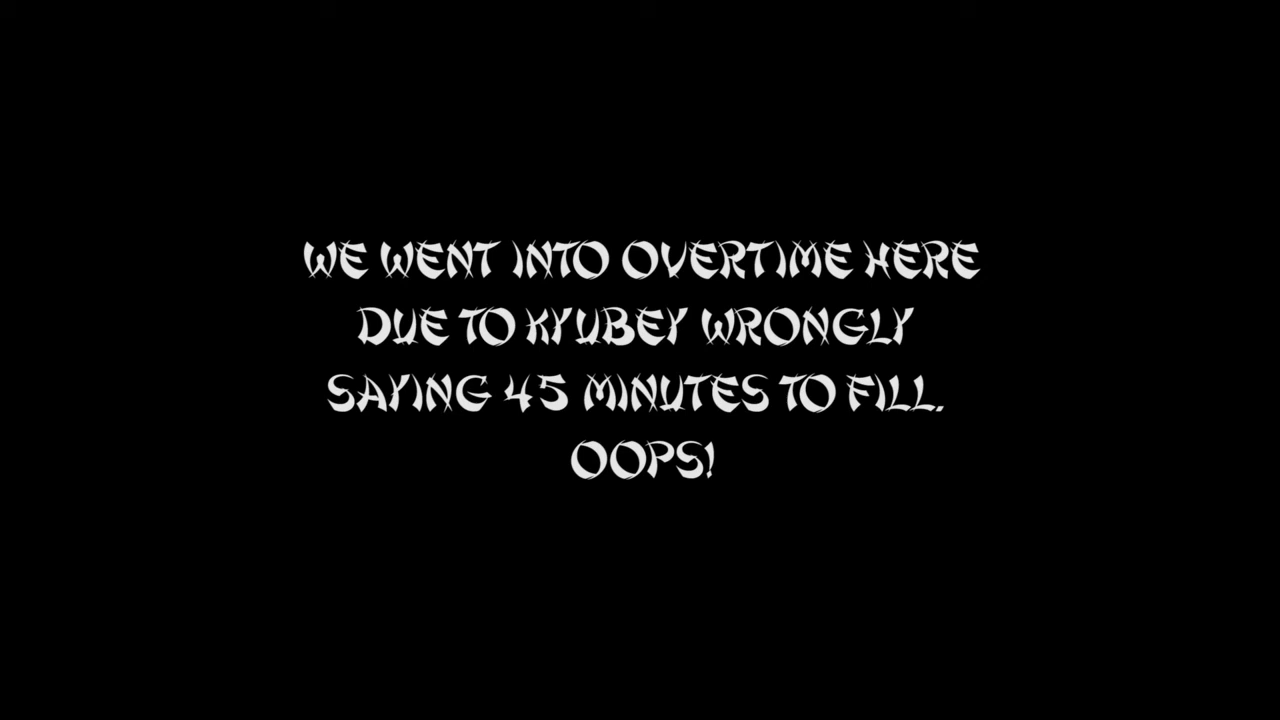 WE WENT INTO OVERTIME HERE
DUE TO KYUBEY WRONGLY
SAYING 45 MINUTES TO FILL.
OOPS!